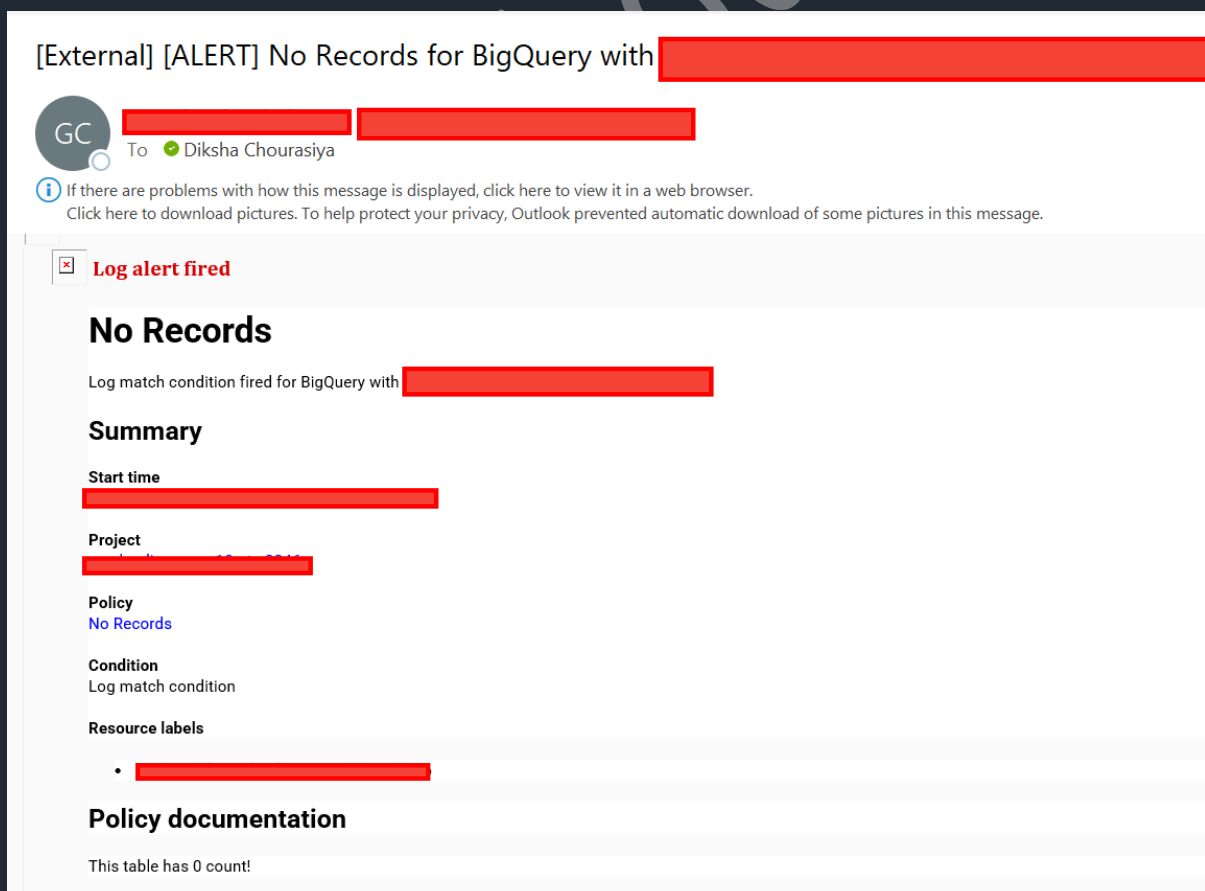 [External] [ALERT] No Records for BigQuery with
GC
To Diksha Chourasiya
If there are problems with how this message is displayed, click here to view it in a web browser.
Click here to download pictures. To help protect your privacy, Outlook prevented automatic download of some pictures in this message.
Log alert fired
No Records
Log match condition fired for BigQuery with
Summary
Start time
Project
Policy
No Records
Condition
Log match condition
Resource labels
Policy documentation
This table has 0 count!